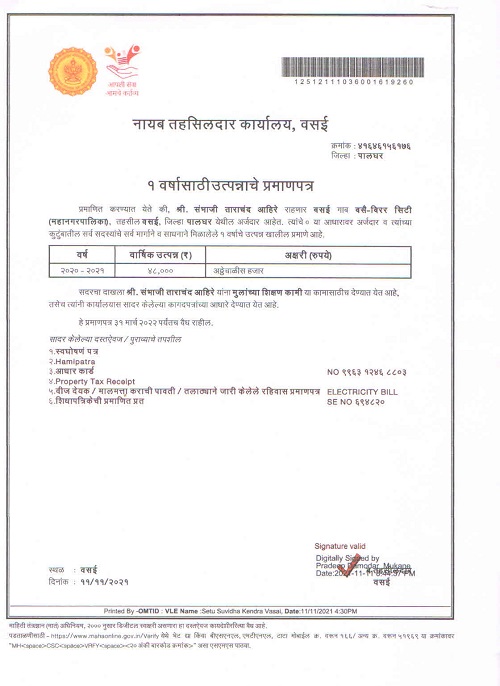 आपली सेवा
आमचे कर्तव्य
12512111036001619260
नायब तहसिलदार कार्यालय, वसई
क्रमांक : ४१६४६१५६१७६
जिल्हा : पालघर
१ वर्षासाठी उत्पन्नाचे प्रमाणपत्र
प्रमाणित करण्यात येते की, श्री. संभाजी ताराचंद आहिरे राहणार बसई गाव बसै-विरर सिटी
(महानगरपालिका), तहसील वसई, जिल्हा पालघर येथील अर्जदार आहेत. त्यांचे ० या आधारावर अर्जदार व त्यांच्या
कुटुंबातील सर्व सदस्यांचे सर्व मार्गाने व साधनाने मिळालेले १ वर्षाचे उत्पन्न खालील प्रमाणे आहे.
वर्ष वार्षिक उत्पन्न (₹) अक्षरी (रुपये)
२०२० - २०२१ ४८,००० अठ्ठेचाळीस हजार
सदरचा दाखला श्री. संभाजी ताराचंद आहिरे यांना मुलांच्या शिक्षण कामी या कामासाठीच देण्यात येत आहे,
तसेच त्यांनी कार्यालयास सादर केलेल्या कागदपत्रांच्या आधारे देण्यात येत आहे.
हे प्रमाणपत्र ३१ मार्च २०२२ पर्यंतच वैध राहील.
सादर केलेल्या दस्तऐवज / पुराव्याचे तपशील
१.स्वघोषणं पत्र
२.Hamipatra
३.आधार कार्ड NO ९९६३ १२४६ ८८०३
४.Property Tax Receipt
५.वीज देयक / मालमत्ता कराची पावती / तलाठ्याने जारी केलेले रहिवास प्रमाणपत्र ELECTRICITY BILL
६.शिधापत्रिकेची प्रमाणित प्रत SE NO ६९४८२०
Signature valid
Digitally Signed by
Pradeep Damodar Mukane
Date:2021-11-11
स्थळ : वसई
वसई
दिनांक : ११/११/२०२१
Printed By -OMTID : VLE Name :Setu Suvidha Kendra Vasai, Date:11/11/2021 4:30PM
माहिती तंत्रज्ञान अधिनियम, २००० नुसार डिजीटल स्वाक्षरी असणारा हा दस्तऐवज कायदेशीररित्या वैध आहे.
पडताळणीसाठी - https://www.mahaonline.gov.in/Verify येथे भेट द्या किंवा बीएसएनएल, एमटीएनएल, टाटा मोबाईल क्र. वरून १६६/ अन्य क्र. वरून ५१९६९ या क्रमांकावर
"MH<space>CSC<space>VRFY<space><२० अंकी बारकोड क्रमांक>" असा एसएमएस पाठवा.